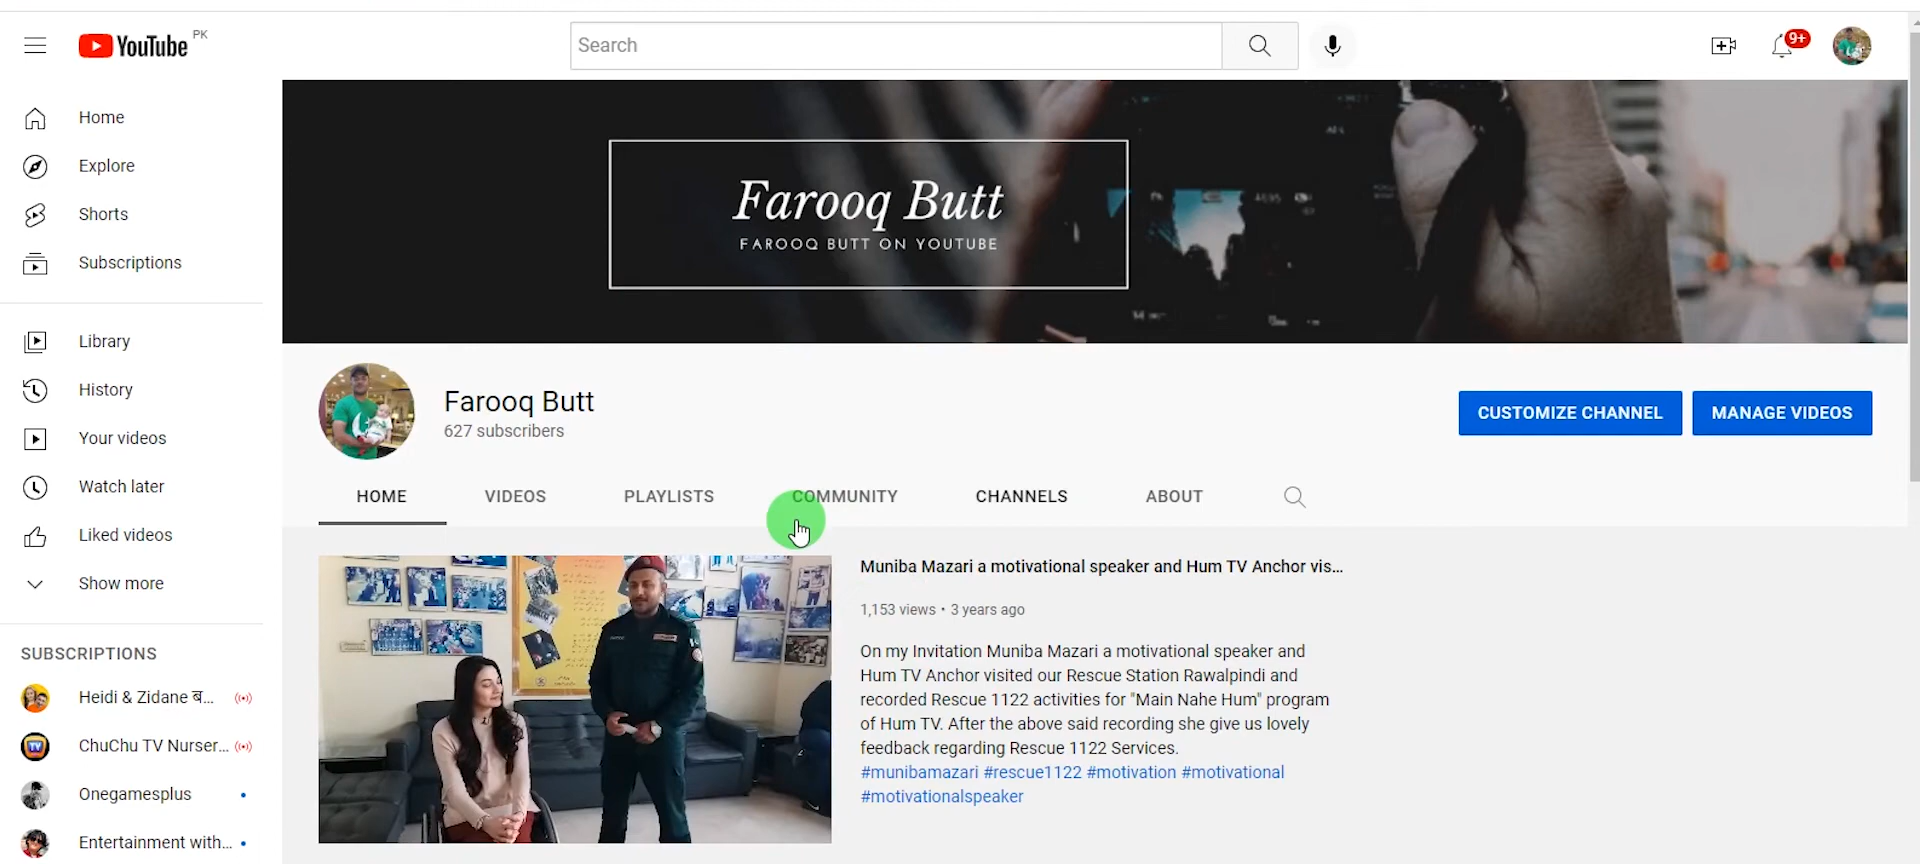 YouTube PK
Search
9+
Home
Explore
Shorts
Subscriptions
Library
History
Your videos
Watch later
Liked videos
Show more
SUBSCRIPTIONS
Heidi & Zidane ब...
ChuChu TV Nurser...
Onegamesplus
Entertainment with...
Farooq Butt
FAROOQ BUTT ON YOUTUBE
Farooq Butt
627 subscribers
CUSTOMIZE CHANNEL
MANAGE VIDEOS
HOME
VIDEOS
PLAYLISTS
COMMUNITY
CHANNELS
ABOUT
Muniba Mazari a motivational speaker and Hum TV Anchor vis...
1,153 views • 3 years ago
On my Invitation Muniba Mazari a motivational speaker and
Hum TV Anchor visited our Rescue Station Rawalpindi and
recorded Rescue 1122 activities for "Main Nahe Hum" program
of Hum TV. After the above said recording she give us lovely
feedback regarding Rescue 1122 Services.
#munibamazari #rescue1122 #motivation #motivational
#motivationalspeaker